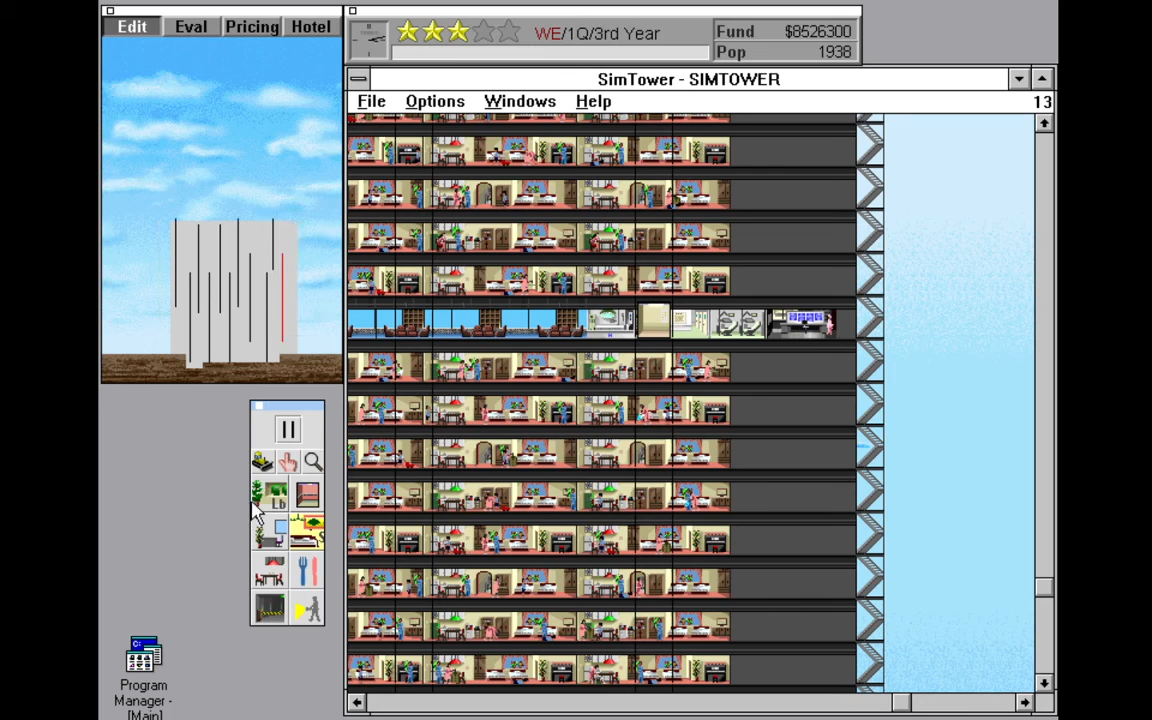 Edit Eval Pricing Hotel
WE/1Q/3rd Year
Fund $8526300
Pop 1938
SimTower - SIMTOWER
File Options Windows Help 13
Lb
C:\
Program
Manager -
[Main]